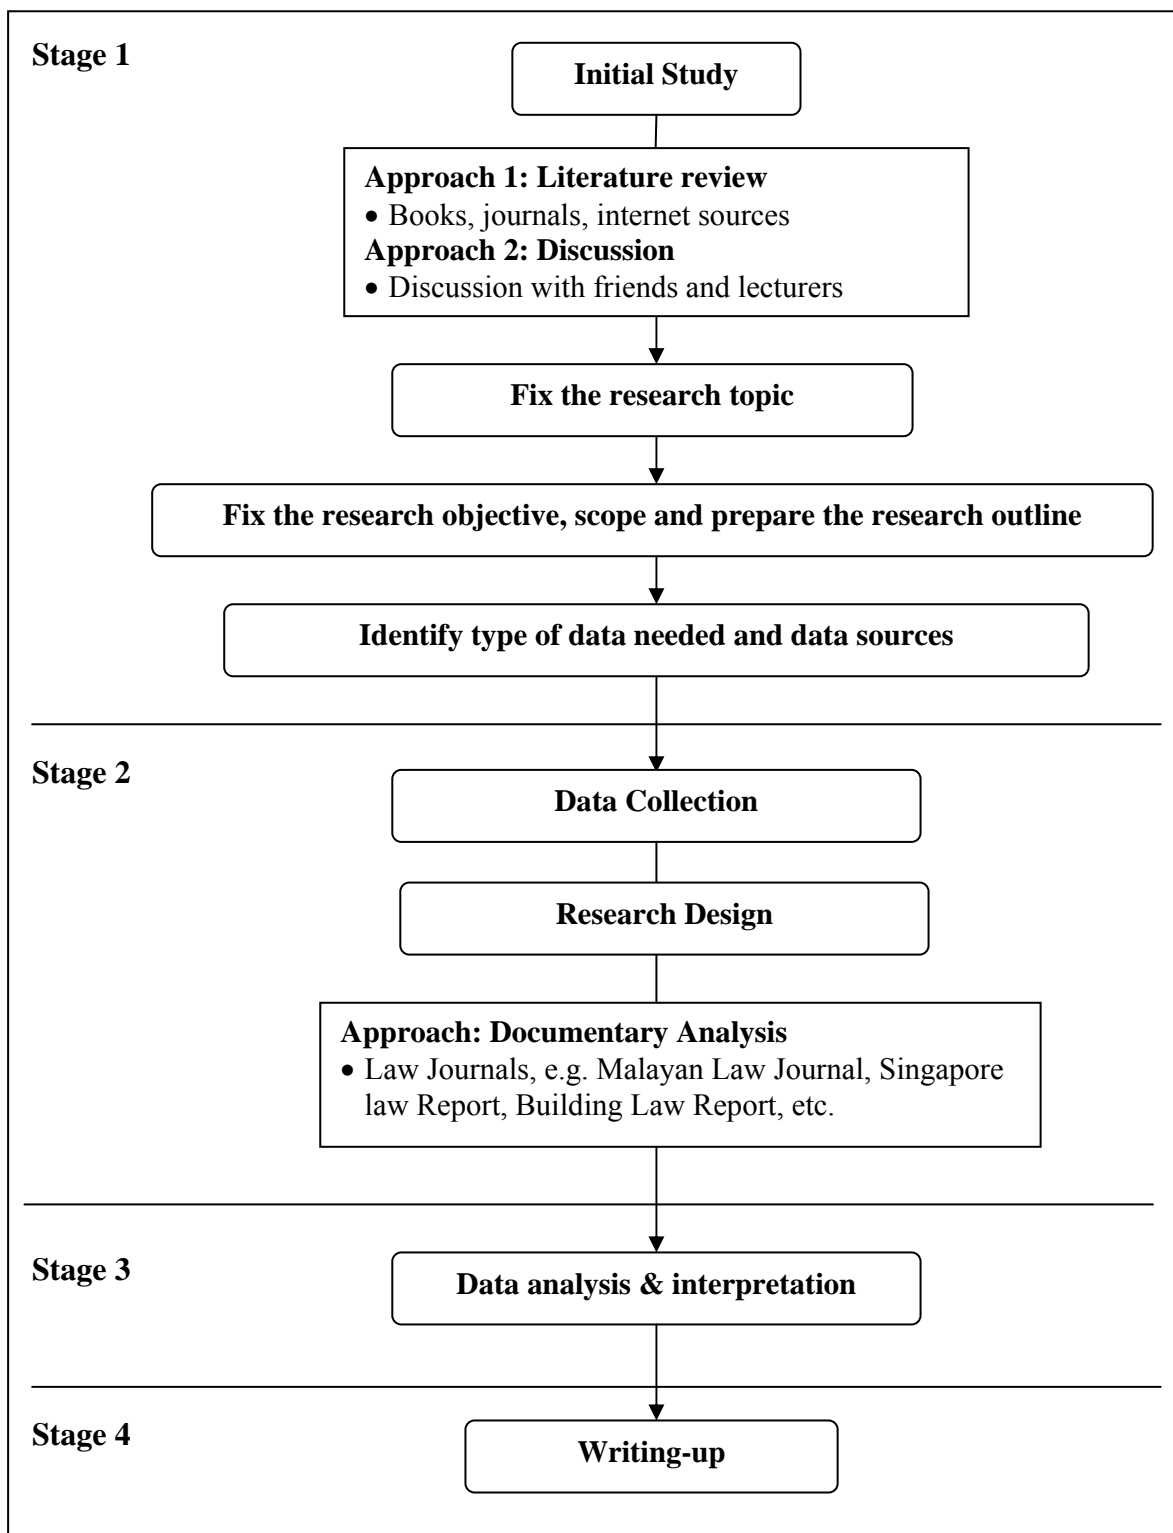 Stage 1
Initial Study
Approach 1: Literature review
• Books, journals, internet sources
Approach 2: Discussion
• Discussion with friends and lecturers
Fix the research topic
Fix the research objective, scope and prepare the research outline
Identify type of data needed and data sources
Stage 2
Data Collection
Research Design
Approach: Documentary Analysis
• Law Journals, e.g. Malayan Law Journal, Singapore
law Report, Building Law Report, etc.
Stage 3
Data analysis & interpretation
Stage 4
Writing-up